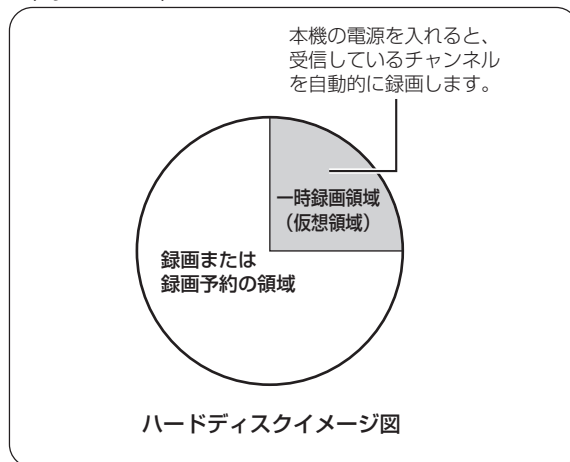 本機の電源を入れると、
受信しているチャンネル
を自動的に録画します。
一時録画領域
（仮想領域）
録画または
録画予約の領域
ハードディスクイメージ図